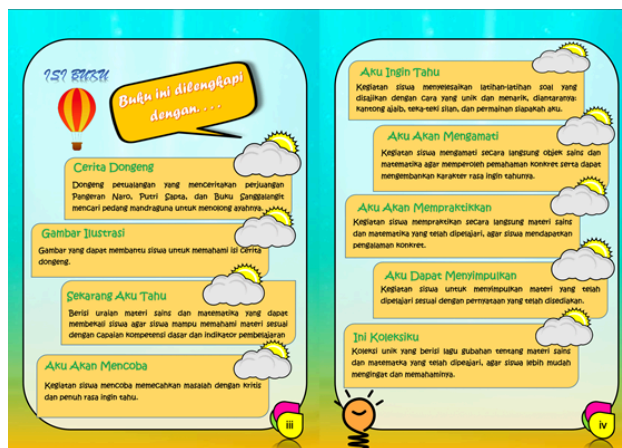 ISI BUKU
Buku ini dilengkapi
dengan. . . .
Cerita Dongeng
Dongeng petualangan yang menceritakan perjuangan
Pangeran Naro, Putri Sapta, dan Buku Sanggalangit
mencari pedang mandraguna untuk menolong ayahnya.
Gambar Ilustrasi
Gambar yang dapat membantu siswa untuk memahami isi cerita
dongeng.
Sekarang Aku Tahu
Berisi uraian materi sains dan matematika yang dapat
membekali siswa agar siswa mampu memahami materi sesuai
dengan capaian kompetensi dasar dan indikator pembelajaran
Aku Akan Mencoba
Kegiatan siswa mencoba memecahkan masalah dengan kritis
dan penuh rasa ingin tahu.
iii
Aku Ingin Tahu
Kegiatan siswa menyelesaikan latihan-latihan soal yang
disajikan dengan cara yang unik dan menarik, diantaranya:
kantong ajaib, teka-teki silan, dan permainan siapakah aku.
Aku Akan Mengamati
Kegiatan siswa mengamati secara langsung objek sains dan
matematika agar memperoleh pemahaman konkret serta dapat
mengembankan karakter rasa ingin tahunya.
Aku Akan Mempraktikkan
Kegiatan siswa mempraktikan secara langsung materi sains
dan matematika yang telah dipelajari, agar siswa mendapatkan
pengalaman konkret.
Aku Dapat Menyimpulkan
Kegiatan siswa untuk menyimpulkan materi yang telah
dipelajari sesuai dengan pernyataan yang telah disediakan.
Ini Koleksiku
Koleksi unik yang berisi lagu gubahan tentang materi sains
dan matematka yang telah dipelajari, agar siswa lebih mudah
mengingat dan memahaminya.
iv